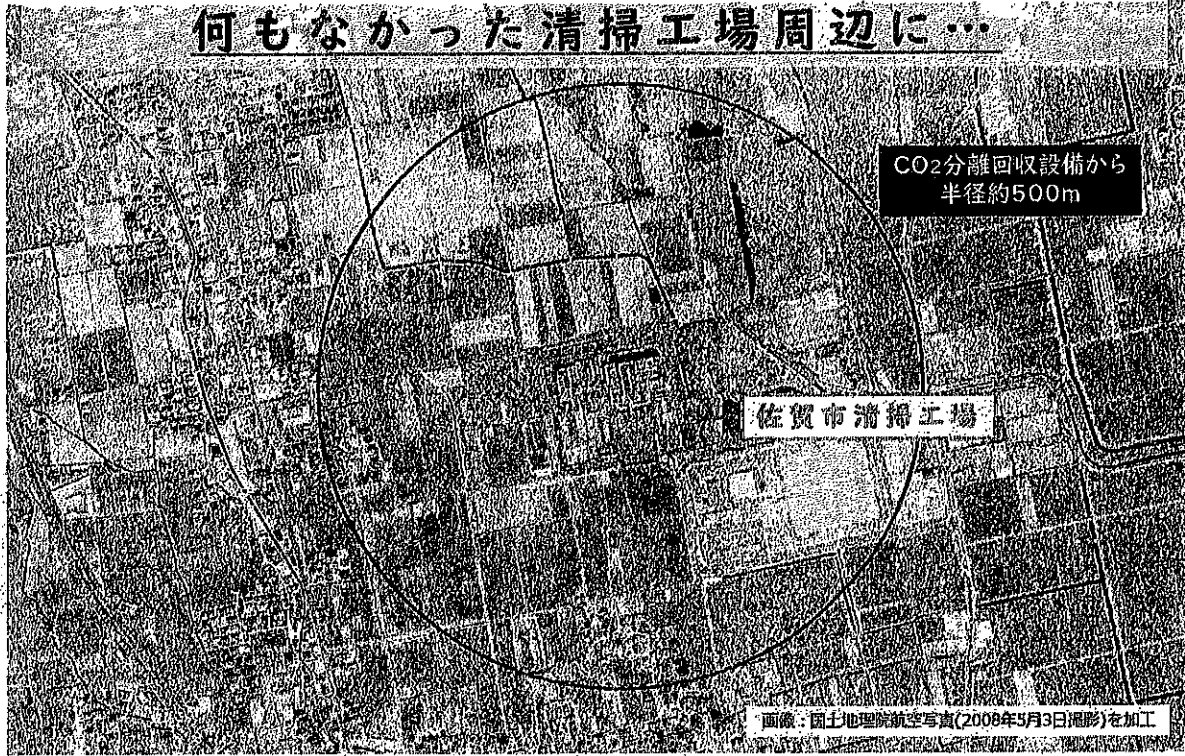 何もなかった清掃工場周辺に…
CO2分離回収設備から
半径約500m
佐賀市清掃工場
画像：国土地理院航空写真(2008年5月3日撮影)を加工